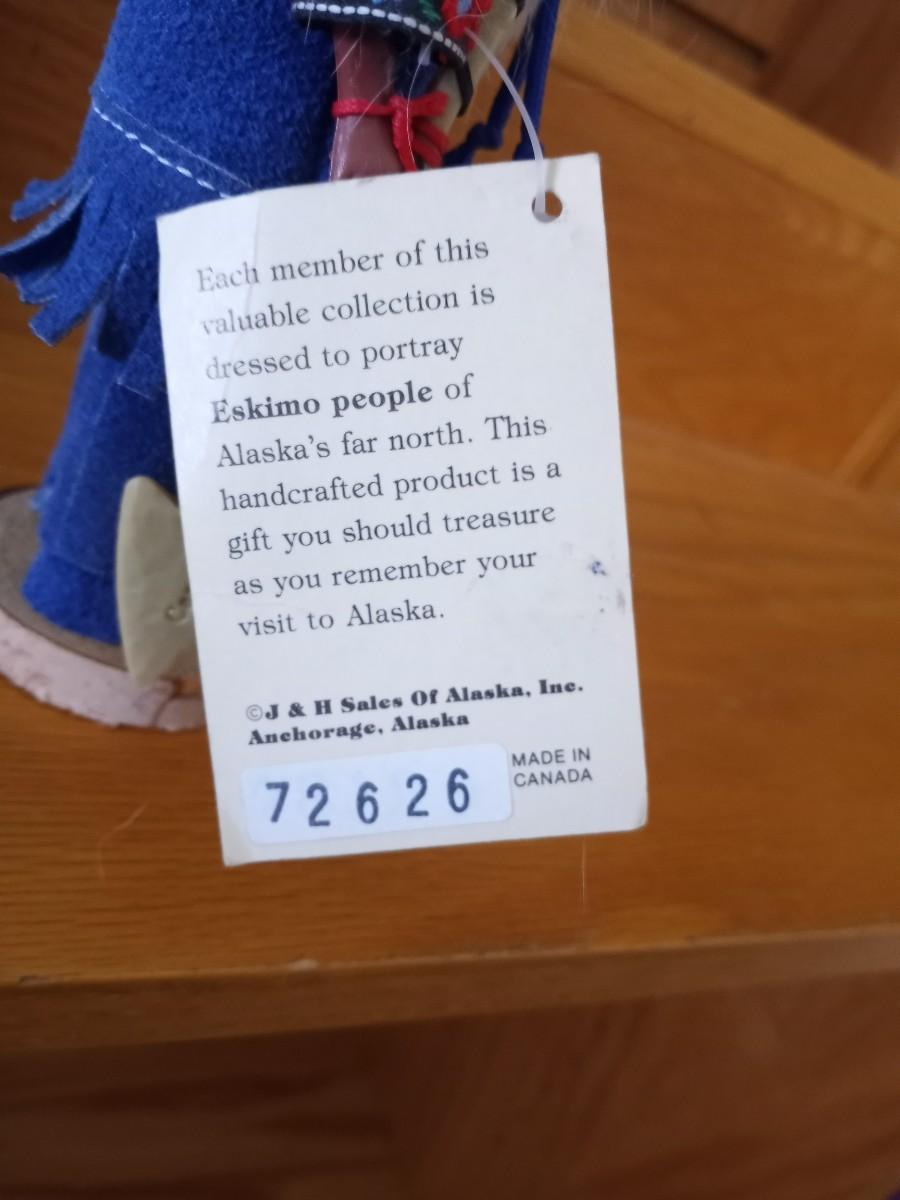 Each member of this
valuable collection is
dressed to portray
Eskimo people of
Alaska's far north. This
handcrafted product is a
gift you should treasure
as you remember your
visit to Alaska.
©J & H Sales Of Alaska, Inc.
Anchorage, Alaska
MADE IN
CANADA
72626